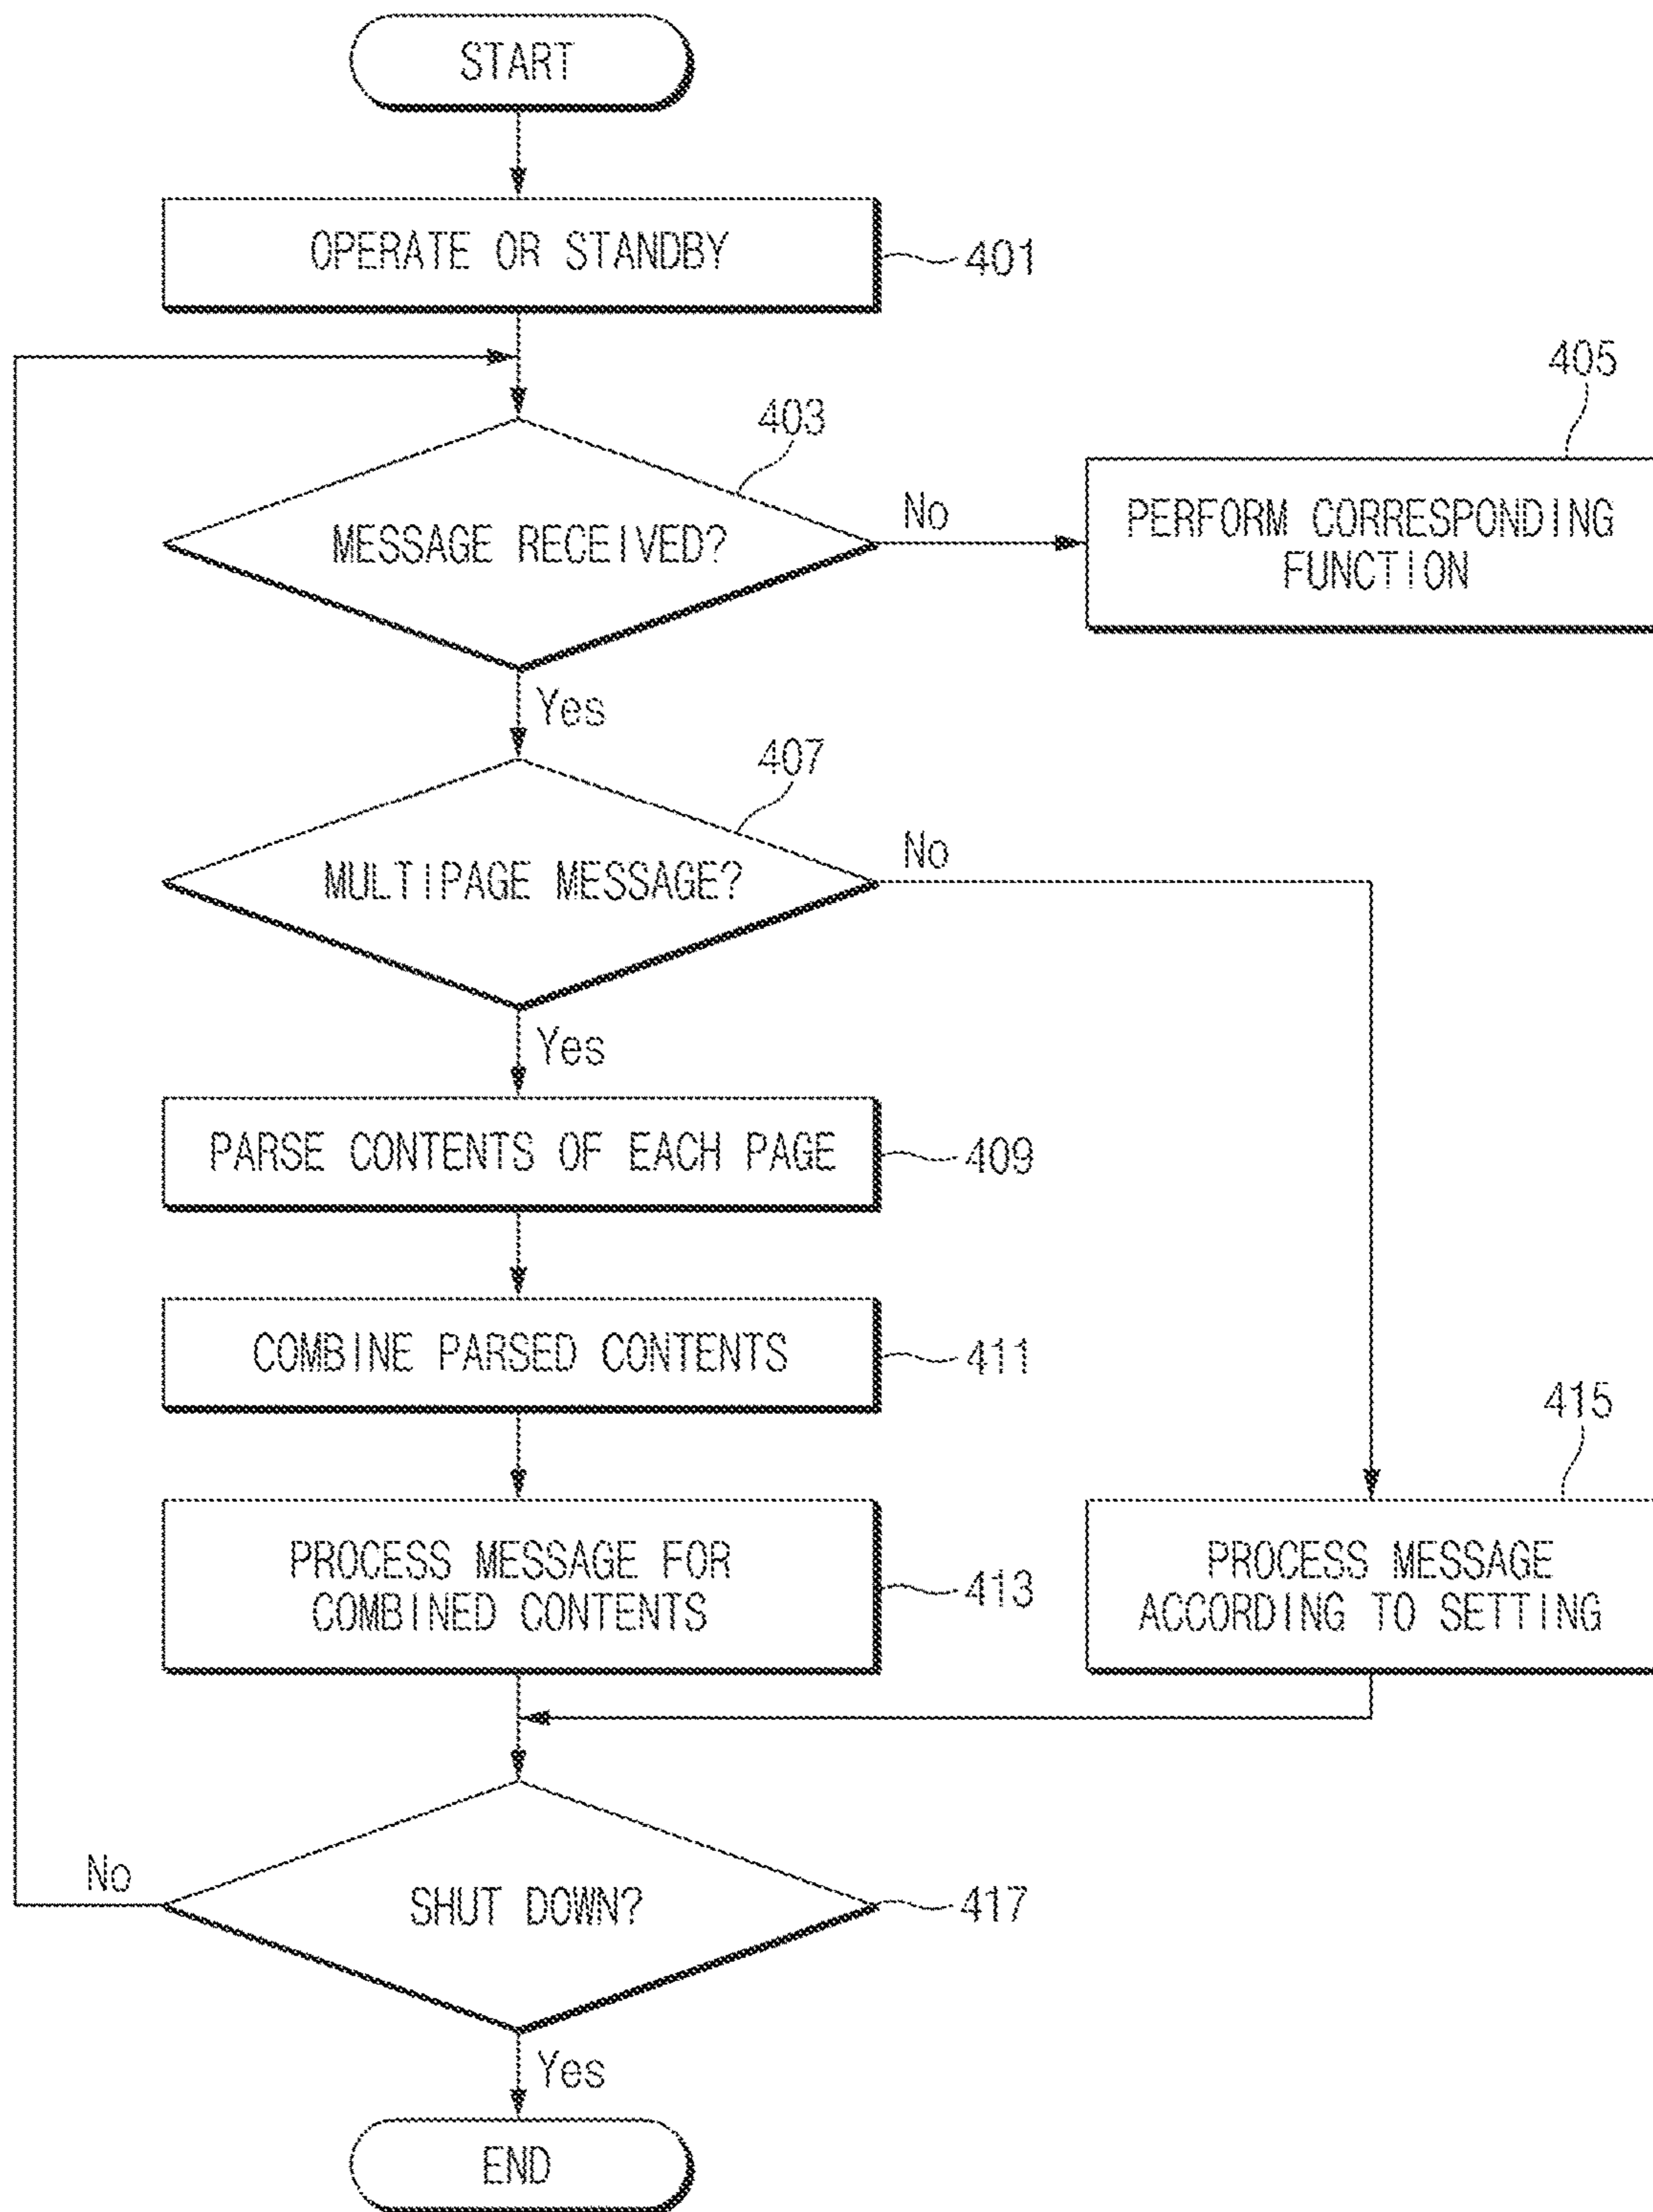 START
OPERATE OR STANDBY
401
405
403
No
MESSAGE RECEIVED?
PERFORM CORRESPONDING
FUNCTION
Yes
407
No
MULTIPAGE MESSAGE?
Yes
PARSE CONTENTS OF EACH PAGE
409
COMBINE PARSED CONTENTS
411
415
PROCESS MESSAGE FOR
COMBINED CONTENTS
413
PROCESS MESSAGE
ACCORDING TO SETTING
No
SHUT DOWN?
417
Yes
END